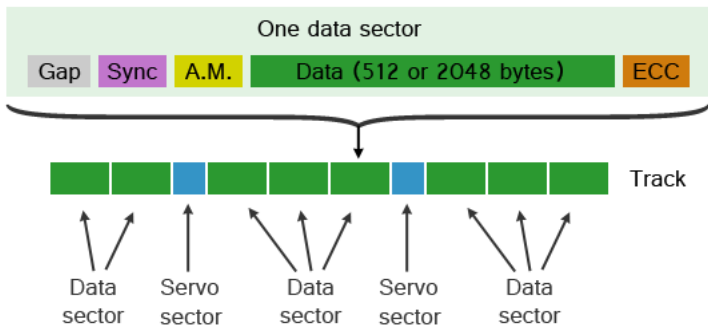 One data sector
Gap Sync A.M. Data (512 or 2048 bytes) ECC
Track
Data Servo Data Servo Data
sector sector sector sector sector